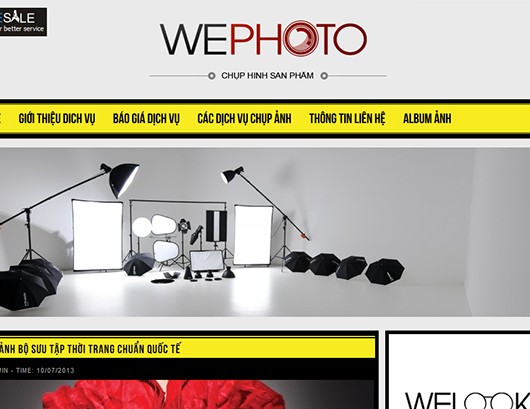 ESALE
r better service
WEPHOTO
CHỤP HÌNH SẢN PHẨM
GIỚI THIỆU DỊCH VỤ BÁO GIÁ DỊCH VỤ CÁC DỊCH VỤ CHỤP ẢNH THÔNG TIN LIÊN HỆ ALBUM ẢNH
ẢNH BỘ SƯU TẬP THỜI TRANG CHUẨN QUỐC TẾ
MIN - TIME: 10/07/2013
WELOOK